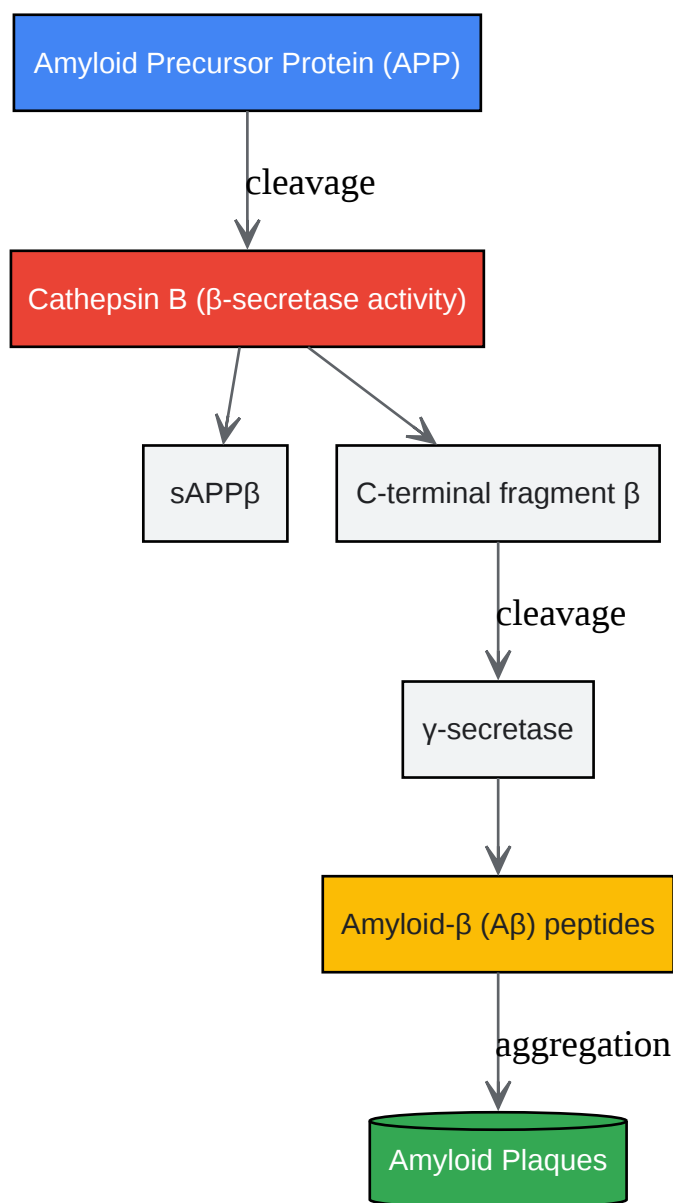 Amyloid Precursor Protein (APP)
cleavage
Cathepsin B (β-secretase activity)
sAPPβ
C-terminal fragment β
cleavage
γ-secretase
Amyloid-β (Aβ) peptides
aggregation
Amyloid Plaques